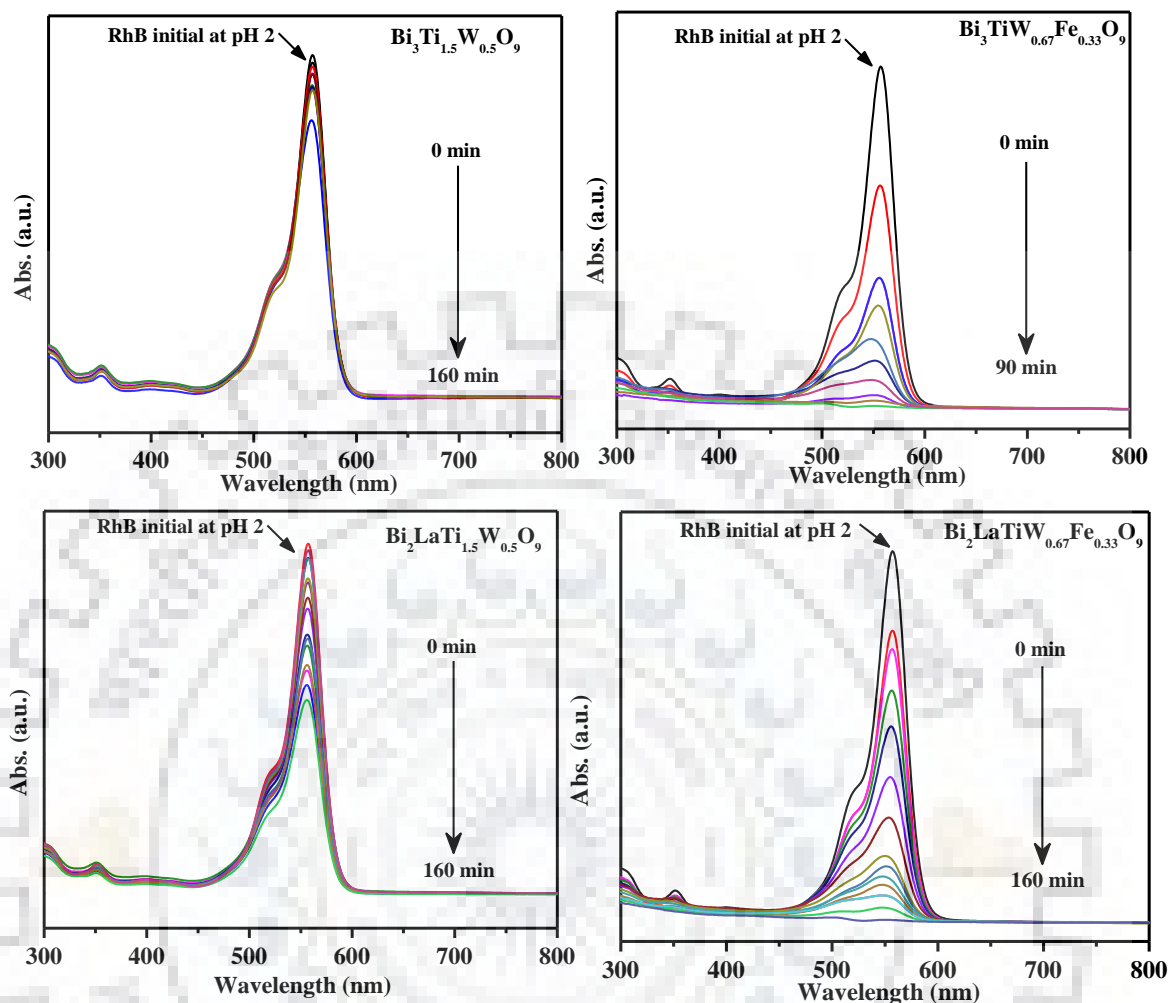 RhB initial at pH 2
Bi₃Ti₁.₅W₀.₅O₉
0 min
160 min
Abs. (a.u.)
300 400 500 600 700 800
Wavelength (nm)
RhB initial at pH 2
Bi₃TiW₀.₆₇Fe₀.₃₃O₉
0 min
90 min
Abs. (a.u.)
300 400 500 600 700 800
Wavelength (nm)
RhB initial at pH 2
Bi₂LaTi₁.₅W₀.₅O₉
0 min
160 min
Abs. (a.u.)
300 400 500 600 700 800
Wavelength (nm)
RhB initial at pH 2
Bi₂LaTiW₀.₆₇Fe₀.₃₃O₉
0 min
160 min
Abs. (a.u.)
300 400 500 600 700 800
Wavelength (nm)